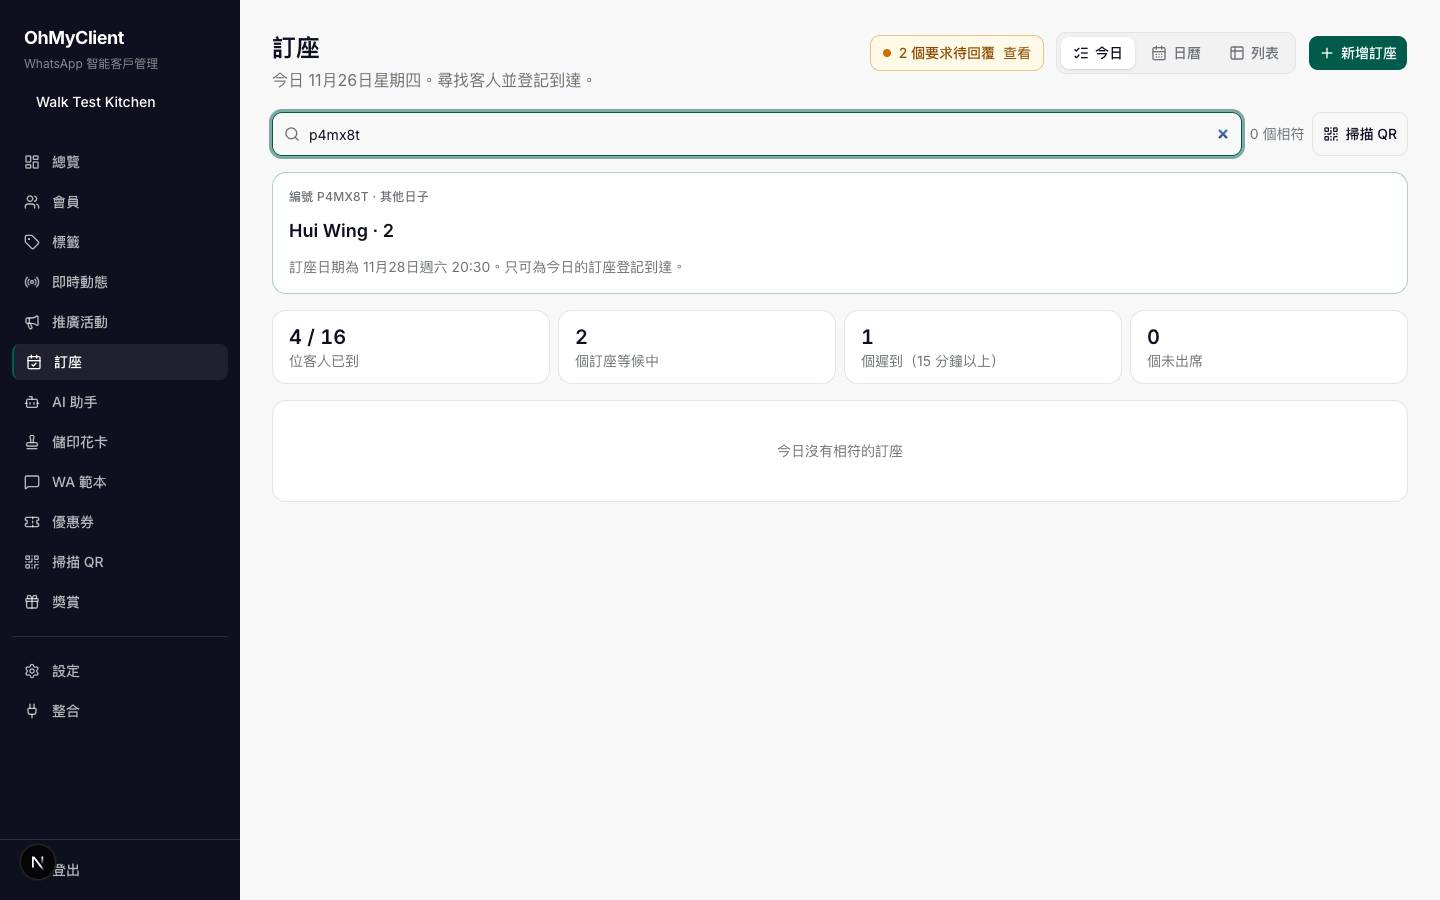 OhMyClient
WhatsApp 智能客戶管理
Walk Test Kitchen
總覽
會員
標籤
即時動態
推廣活動
訂座
AI 助手
儲印花卡
WA 範本
優惠券
掃描 QR
獎賞
設定
整合
N
登出
訂座
今日 11月26日星期四。尋找客人並登記到達。
2 個要求待回覆 查看
今日
日曆
列表
新增訂座
p4mx8t
0 個相符
掃描 QR
編號 P4MX8T · 其他日子
Hui Wing · 2
訂座日期為 11月28日週六 20:30。只可為今日的訂座登記到達。
4 / 16
位客人已到
2
個訂座等候中
1
個遲到（15 分鐘以上）
0
個未出席
今日沒有相符的訂座